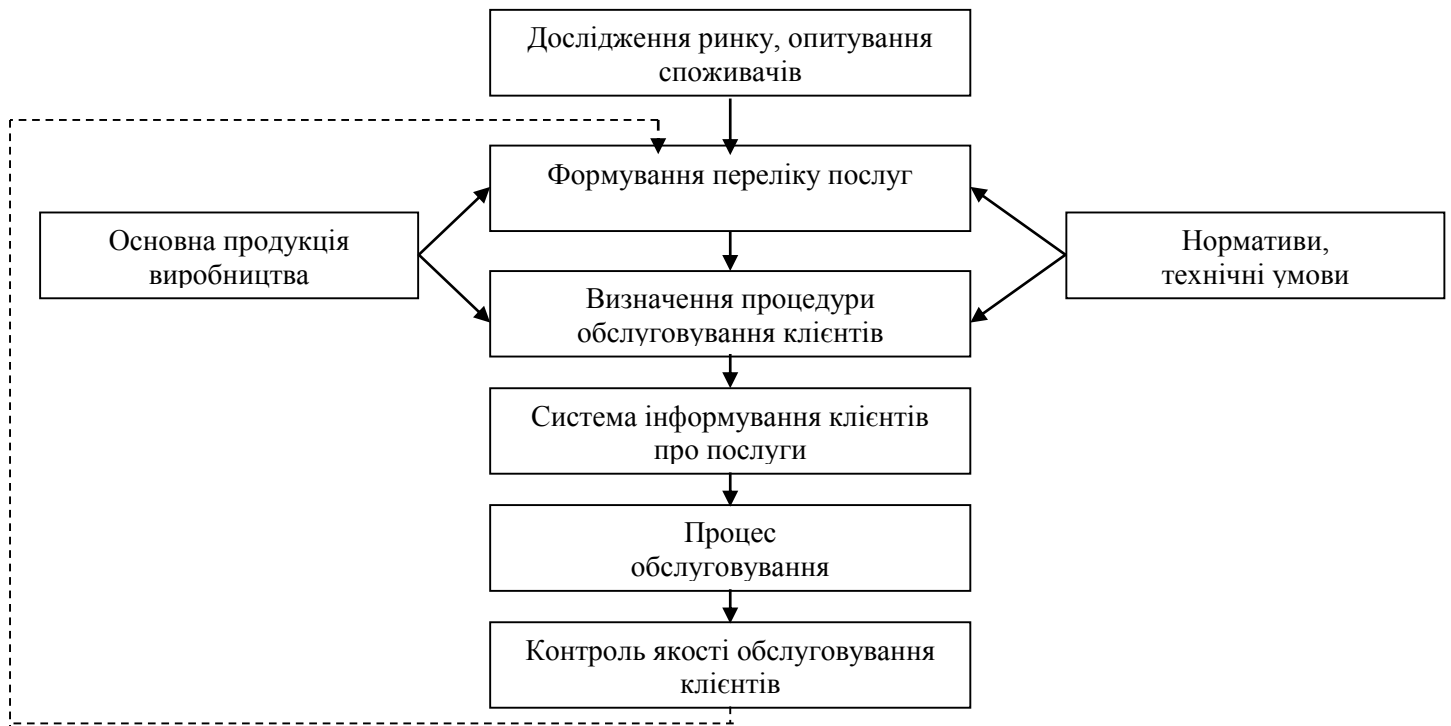 Дослідження ринку, опитування
споживачів
Формування переліку послуг
Основна продукція
виробництва
Нормативи,
технічні умови
Визначення процедури
обслуговування клієнтів
Система інформування клієнтів
про послуги
Процес
обслуговування
Контроль якості обслуговування
клієнтів